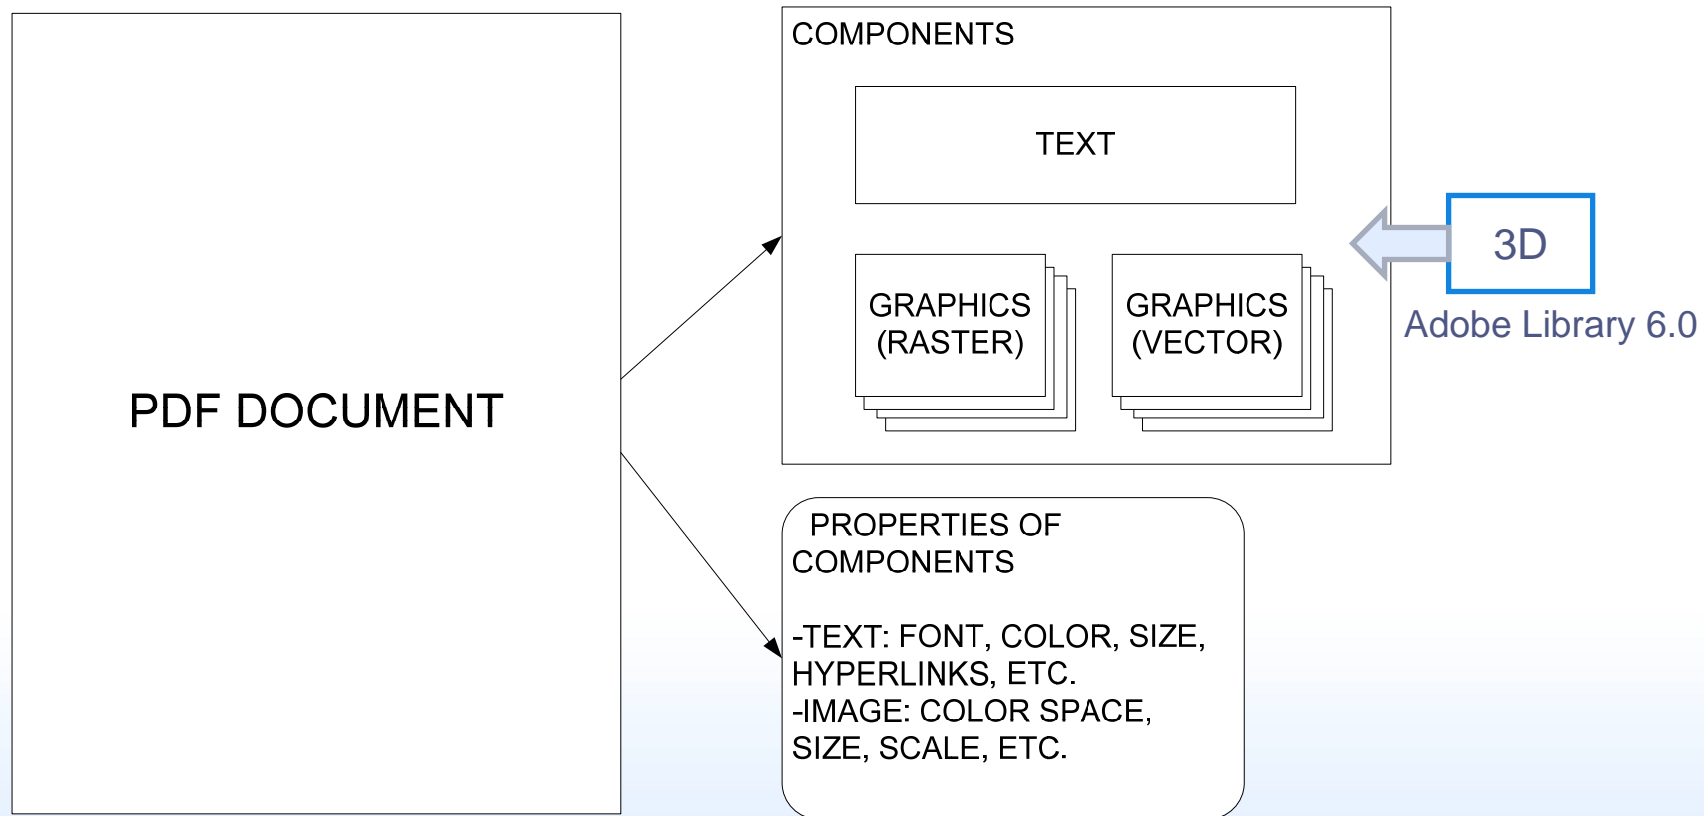 PDF DOCUMENT
COMPONENTS
TEXT
GRAPHICS
(RASTER)
GRAPHICS
(VECTOR)
3D
Adobe Library 6.0
PROPERTIES OF
COMPONENTS
-TEXT: FONT, COLOR, SIZE,
HYPERLINKS, ETC.
-IMAGE: COLOR SPACE,
SIZE, SCALE, ETC.